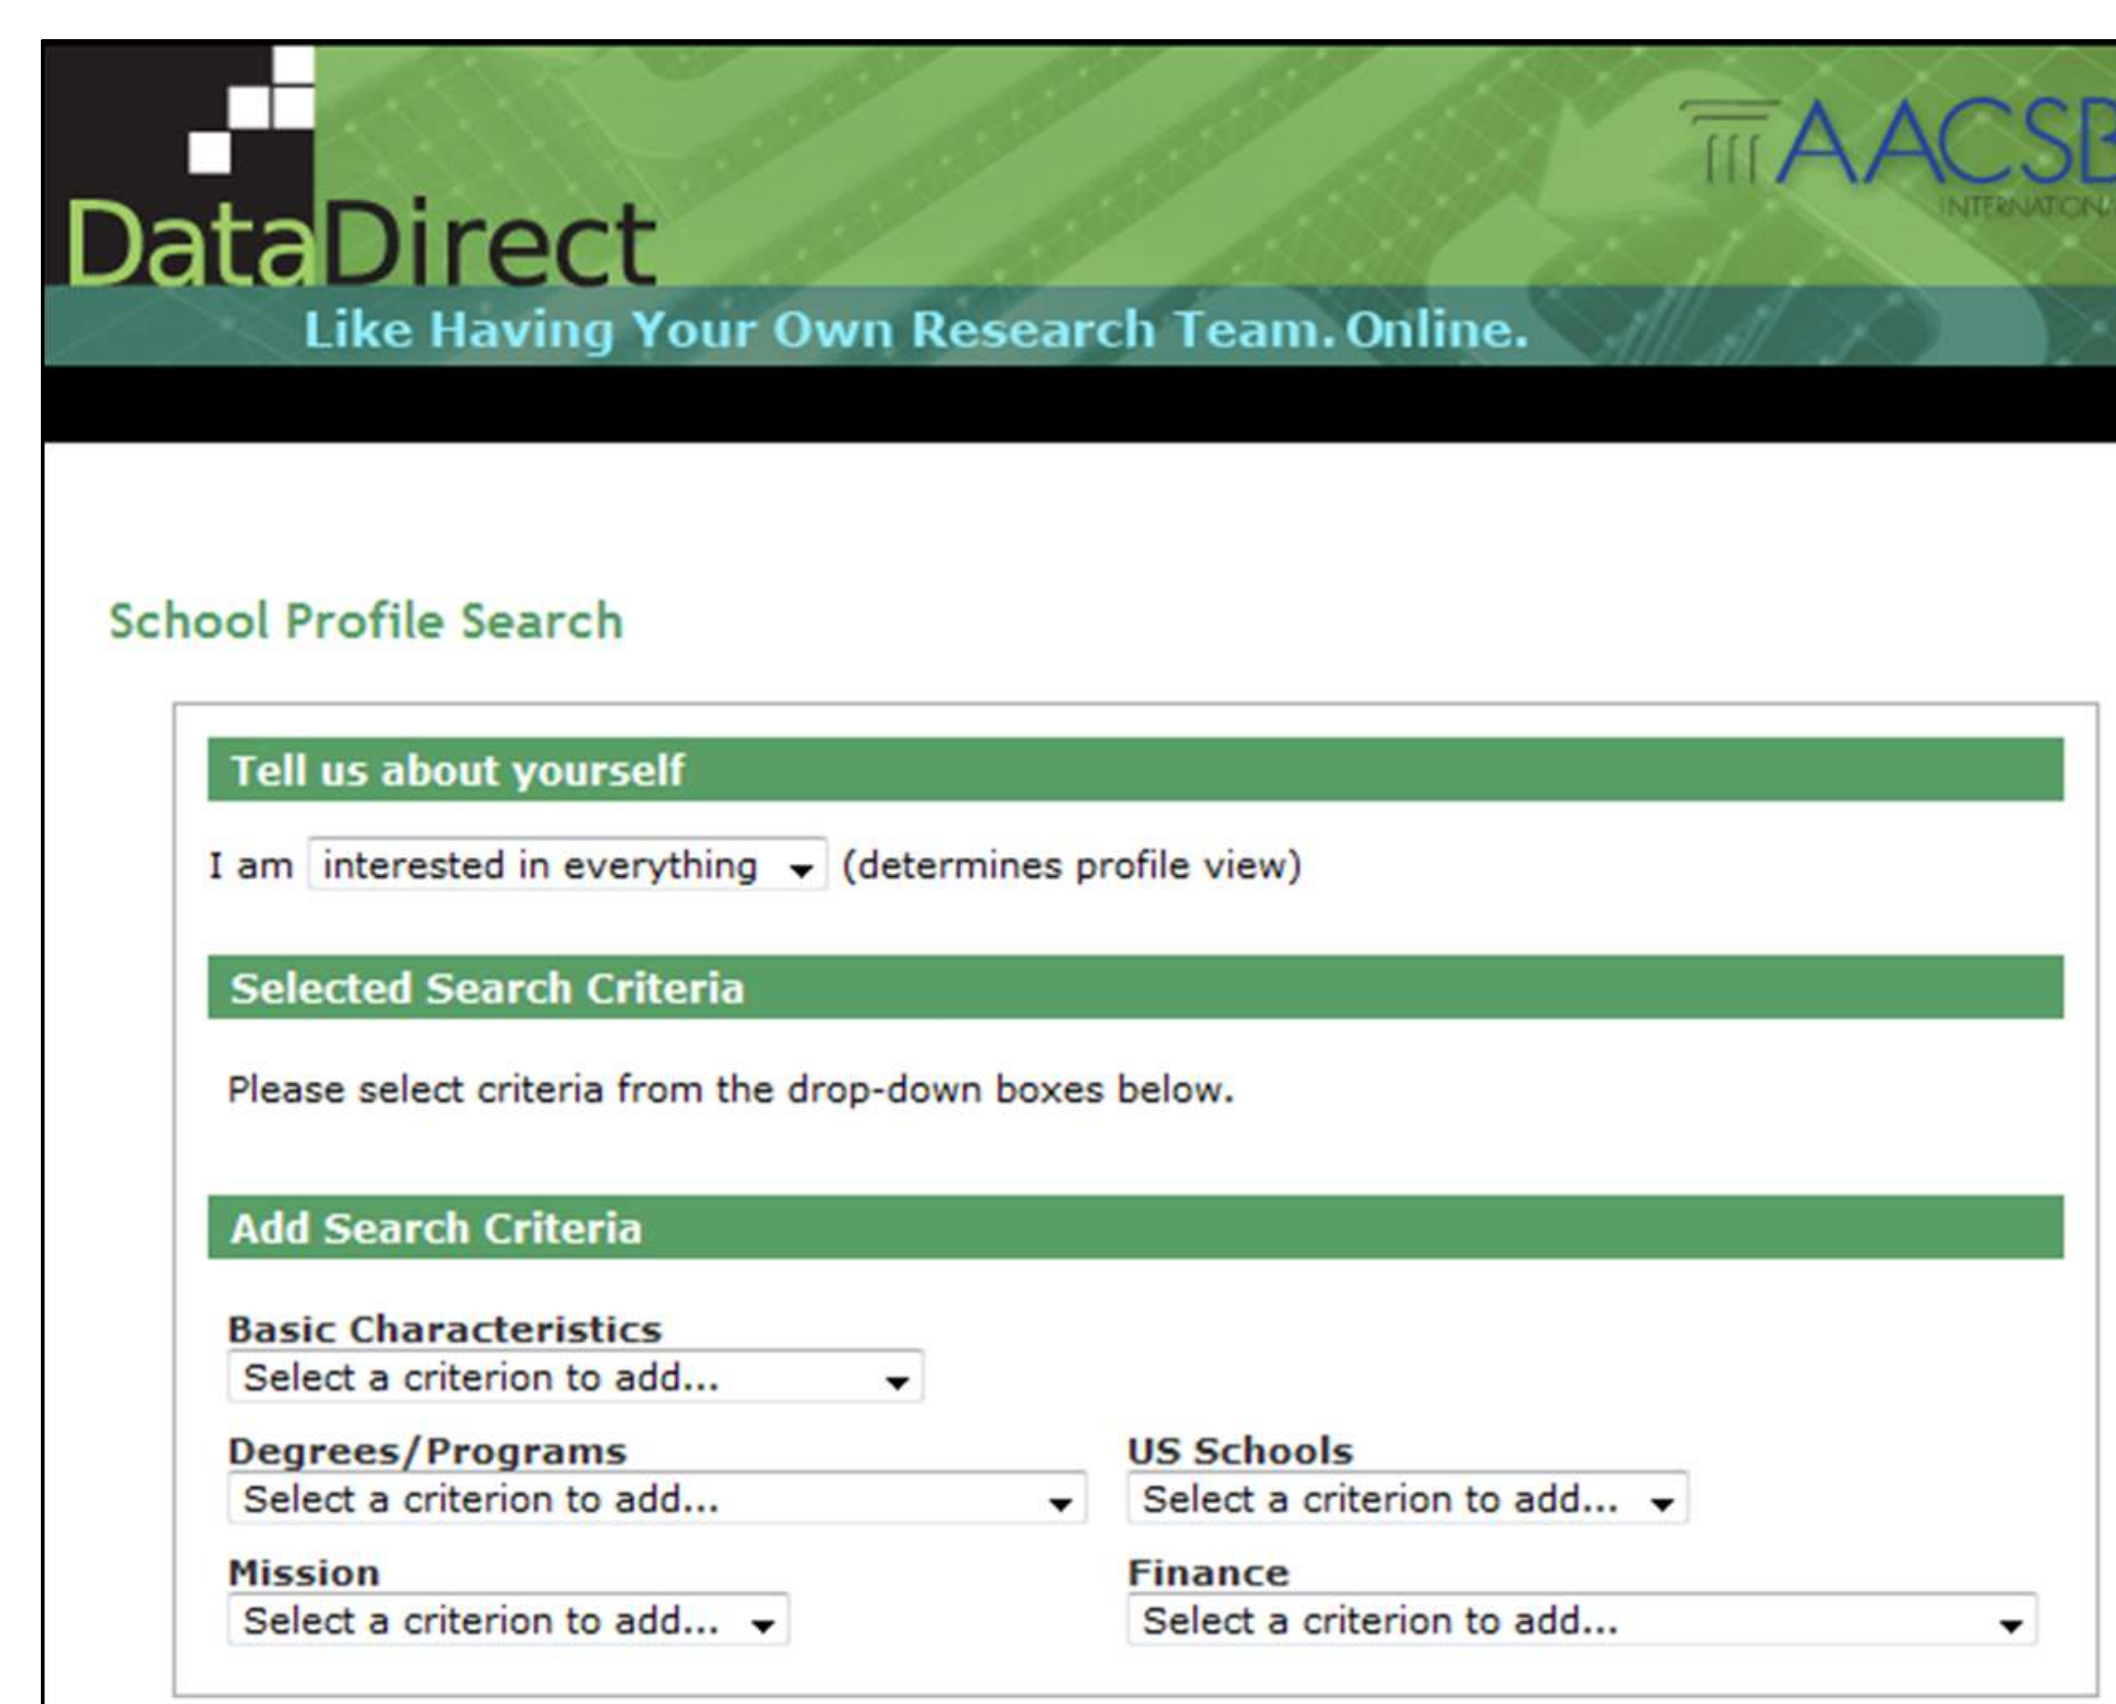 AACSB
INTERNATIONAL
DataDirect
Like Having Your Own Research Team. Online.
School Profile Search
Tell us about yourself
I am interested in everything (determines profile view)
Selected Search Criteria
Please select criteria from the drop-down boxes below.
Add Search Criteria
Basic Characteristics
Select a criterion to add...
Degrees/Programs
Select a criterion to add...
US Schools
Select a criterion to add...
Mission
Select a criterion to add...
Finance
Select a criterion to add...